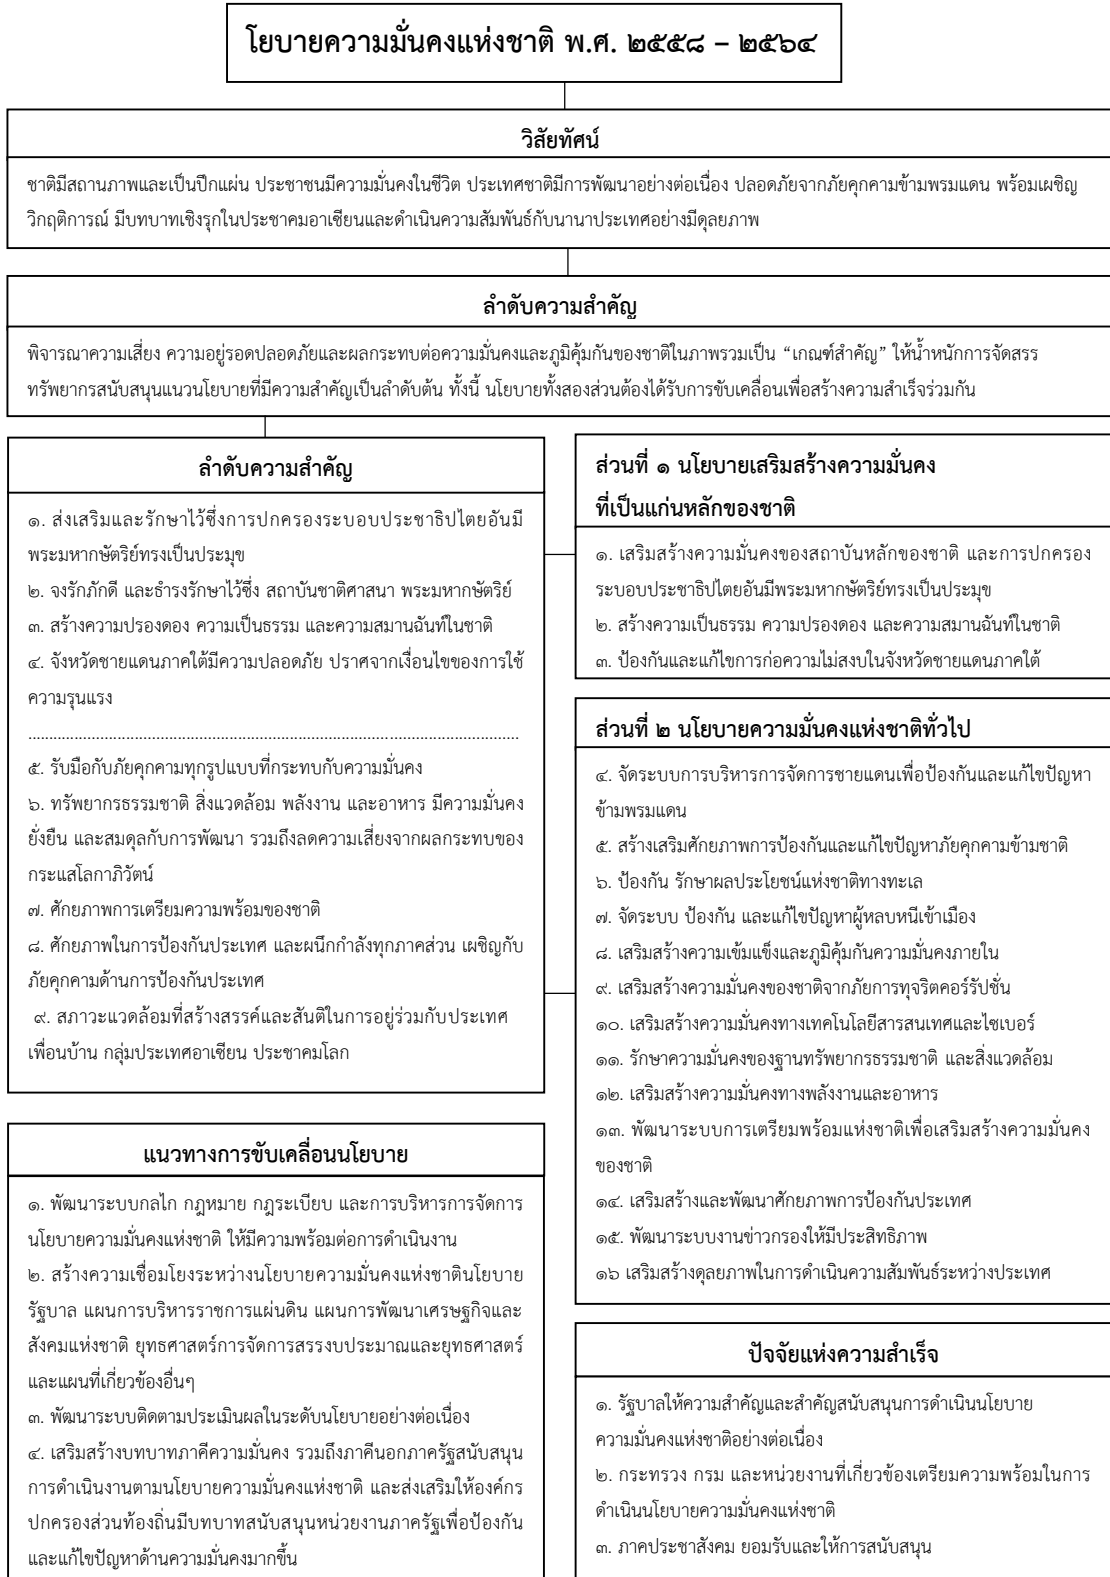 โยบายความมั่นคงแห่งชาติ พ.ศ. ๒๕๕๘ – ๒๕๖๔
วิสัยทัศน์
ชาติมีสถานภาพและเป็นปึกแผ่น ประชาชนมีความมั่นคงในชีวิต ประเทศชาติมีการพัฒนาอย่างต่อเนื่อง ปลอดภัยจากภัยคุกคามข้ามพรมแดน พร้อมเผชิญ
วิกฤติการณ์ มีบทบาทเชิงรุกในประชาคมอาเซียนและดำเนินความสัมพันธ์กับนานาประเทศอย่างมีดุลยภาพ
ลำดับความสำคัญ
พิจารณาความเสี่ยง ความอยู่รอดปลอดภัยและผลกระทบต่อความมั่นคงและภูมิคุ้มกันของชาติในภาพรวมเป็น “เกณฑ์สำคัญ” ให้น้ำหนักการจัดสรร
ทรัพยากรสนับสนุนแนวนโยบายที่มีความสำคัญเป็นลำดับต้น ทั้งนี้ นโยบายทั้งสองส่วนต้องได้รับการขับเคลื่อนเพื่อสร้างความสำเร็จร่วมกัน
ลำดับความสำคัญ
๑. ส่งเสริมและรักษาไว้ซึ่งการปกครองระบอบประชาธิปไตยอันมี
พระมหากษัตริย์ทรงเป็นประมุข
๒. จงรักภักดี และธำรงรักษาไว้ซึ่ง สถาบันชาติศาสนา พระมหากษัตริย์
๓. สร้างความปรองดอง ความเป็นธรรม และความสมานฉันท์ในชาติ
๔. จังหวัดชายแดนภาคใต้มีความปลอดภัย ปราศจากเงื่อนไขของการใช้
ความรุนแรง
๕. รับมือกับภัยคุกคามทุกรูปแบบที่กระทบกับความมั่นคง
๖. ทรัพยากรธรรมชาติ สิ่งแวดล้อม พลังงาน และอาหาร มีความมั่นคง
ยั่งยืน และสมดุลกับการพัฒนา รวมถึงลดความเสี่ยงจากผลกระทบของ
กระแสโลกาภิวัตน์
๗. ศักยภาพการเตรียมความพร้อมของชาติ
๘. ศักยภาพในการป้องกันประเทศ และผนึกกำลังทุกภาคส่วน เผชิญกับ
ภัยคุกคามด้านการป้องกันประเทศ
๙. สภาวะแวดล้อมที่สร้างสรรค์และสันติในการอยู่ร่วมกับประเทศ
เพื่อนบ้าน กลุ่มประเทศอาเซียน ประชาคมโลก
ส่วนที่ ๑ นโยบายเสริมสร้างความมั่นคง
ที่เป็นแก่นหลักของชาติ
๑. เสริมสร้างความมั่นคงของสถาบันหลักของชาติ และการปกครอง
ระบอบประชาธิปไตยอันมีพระมหากษัตริย์ทรงเป็นประมุข
๒. สร้างความเป็นธรรม ความปรองดอง และความสมานฉันท์ในชาติ
๓. ป้องกันและแก้ไขการก่อความไม่สงบในจังหวัดชายแดนภาคใต้
ส่วนที่ ๒ นโยบายความมั่นคงแห่งชาติทั่วไป
๔. จัดระบบการบริหารการจัดการชายแดนเพื่อป้องกันและแก้ไขปัญหา
ข้ามพรมแดน
๕. สร้างเสริมศักยภาพการป้องกันและแก้ไขปัญหาภัยคุกคามข้ามชาติ
๖. ป้องกัน รักษาผลประโยชน์แห่งชาติทางทะเล
๗. จัดระบบ ป้องกัน และแก้ไขปัญหาผู้หลบหนีเข้าเมือง
๘. เสริมสร้างความเข้มแข็งและภูมิคุ้มกันความมั่นคงภายใน
๙. เสริมสร้างความมั่นคงของชาติจากภัยการทุจริตคอร์รัปชั่น
๑๐. เสริมสร้างความมั่นคงทางเทคโนโลยีสารสนเทศและไซเบอร์
๑๑. รักษาความมั่นคงของฐานทรัพยากรธรรมชาติ และสิ่งแวดล้อม
๑๒. เสริมสร้างความมั่นคงทางพลังงานและอาหาร
๑๓. พัฒนาระบบการเตรียมพร้อมแห่งชาติเพื่อเสริมสร้างความมั่นคง
ของชาติ
๑๔. เสริมสร้างและพัฒนาศักยภาพการป้องกันประเทศ
๑๕. พัฒนาระบบงานข่าวกรองให้มีประสิทธิภาพ
๑๖ เสริมสร้างดุลยภาพในการดำเนินความสัมพันธ์ระหว่างประเทศ
แนวทางการขับเคลื่อนนโยบาย
๑. พัฒนาระบบกลไก กฎหมาย กฎระเบียบ และการบริหารการจัดการ
นโยบายความมั่นคงแห่งชาติ ให้มีความพร้อมต่อการดำเนินงาน
๒. สร้างความเชื่อมโยงระหว่างนโยบายความมั่นคงแห่งชาตินโยบาย
รัฐบาล แผนการบริหารราชการแผ่นดิน แผนการพัฒนาเศรษฐกิจและ
สังคมแห่งชาติ ยุทธศาสตร์การจัดการสรรงบประมาณและยุทธศาสตร์
และแผนที่เกี่ยวข้องอื่นๆ
๓. พัฒนาระบบติดตามประเมินผลในระดับนโยบายอย่างต่อเนื่อง
๔. เสริมสร้างบทบาทภาคีความมั่นคง รวมถึงภาคีนอกภาครัฐสนับสนุน
การดำเนินงานตามนโยบายความมั่นคงแห่งชาติ และส่งเสริมให้องค์กร
ปกครองส่วนท้องถิ่นมีบทบาทสนับสนุนหน่วยงานภาครัฐเพื่อป้องกัน
และแก้ไขปัญหาด้านความมั่นคงมากขึ้น
ปัจจัยแห่งความสำเร็จ
๑. รัฐบาลให้ความสำคัญและสำคัญสนับสนุนการดำเนินนโยบาย
ความมั่นคงแห่งชาติอย่างต่อเนื่อง
๒. กระทรวง กรม และหน่วยงานที่เกี่ยวข้องเตรียมความพร้อมในการ
ดำเนินนโยบายความมั่นคงแห่งชาติ
๓. ภาคประชาสังคม ยอมรับและให้การสนับสนุน